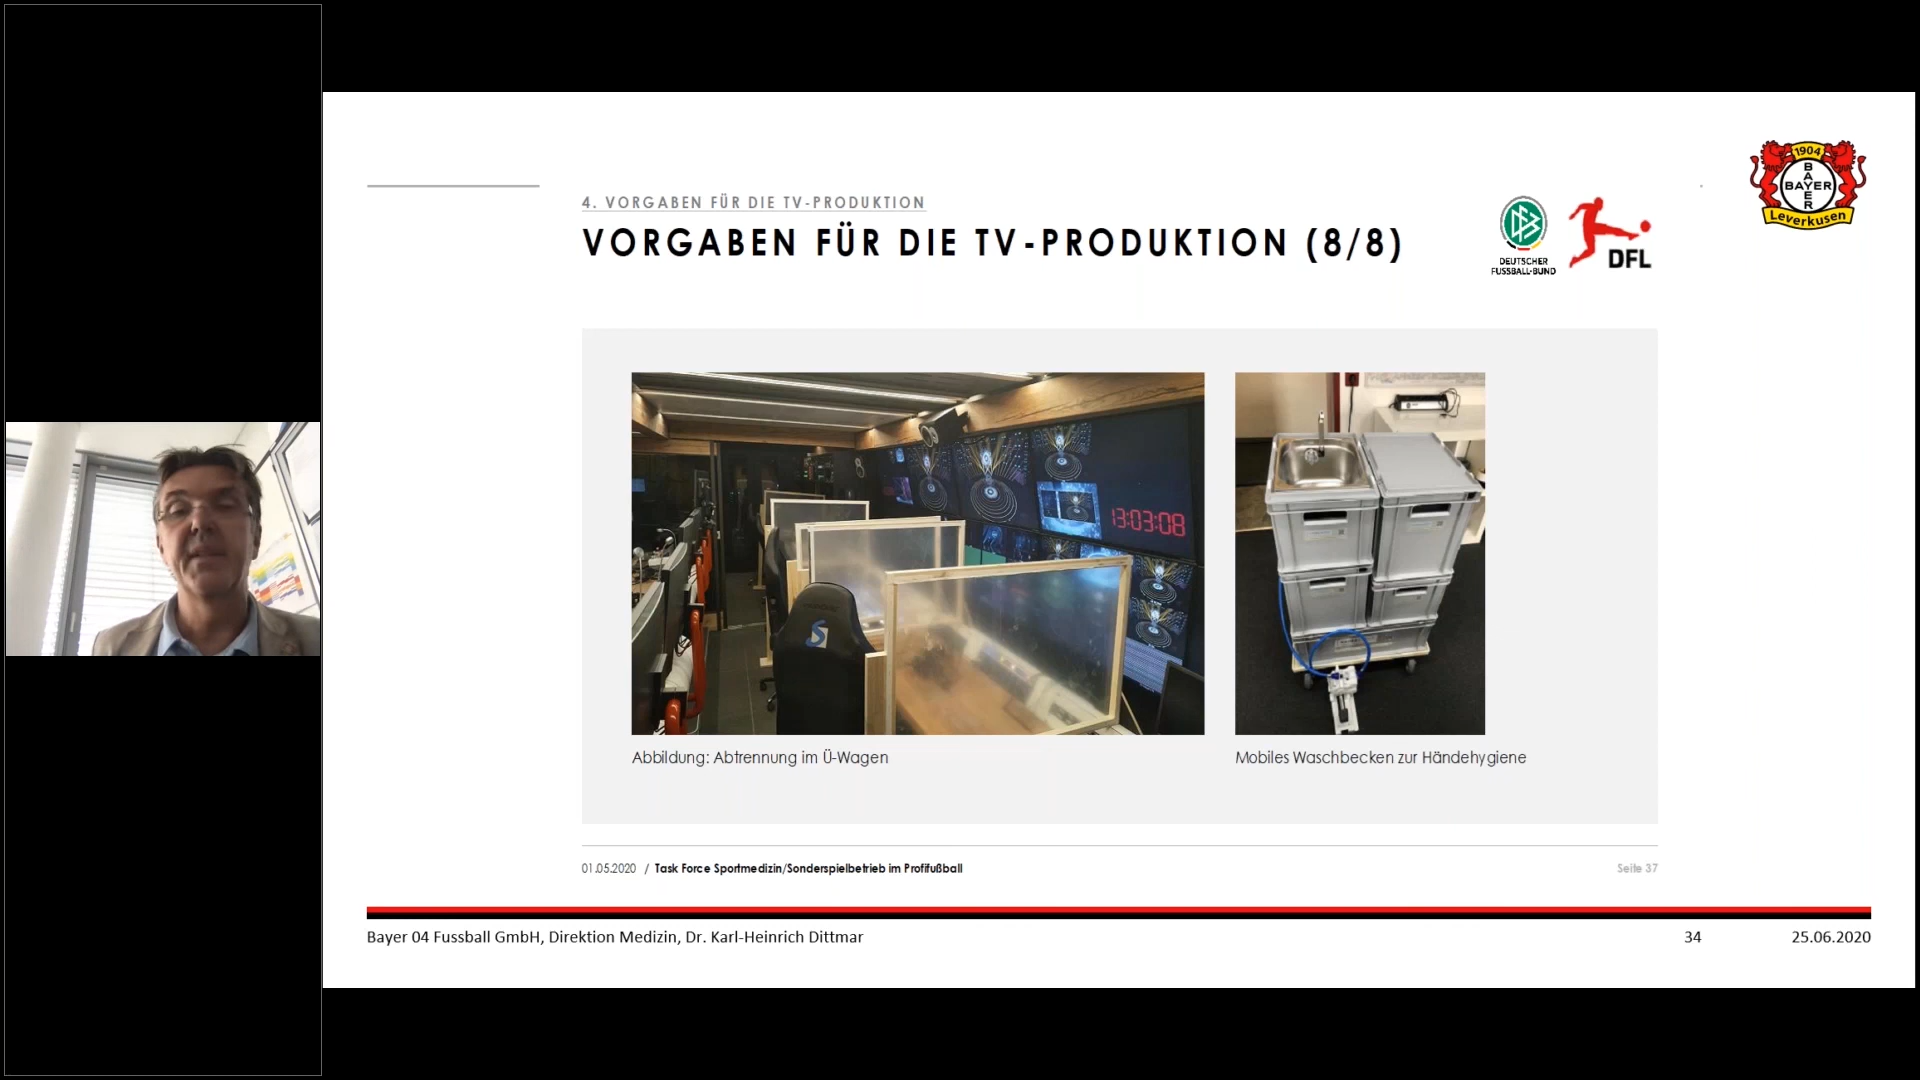 1904
BAYER
BAYER
Leverkusen
4. VORGABEN FÜR DIE TV-PRODUKTION
VORGABEN FÜR DIE TV-PRODUKTION (8/8)
DEUTSCHER
FUSSBALL-BUND
DFL
13:03:08
Abbildung: Abtrennung im Ü-Wagen
Mobiles Waschbecken zur Händehygiene
01.05.2020 / Task Force Sportmedizin/Sonderspielbetrieb im Profifußball
Seite 37
Bayer 04 Fussball GmbH, Direktion Medizin, Dr. Karl-Heinrich Dittmar
34
25.06.2020